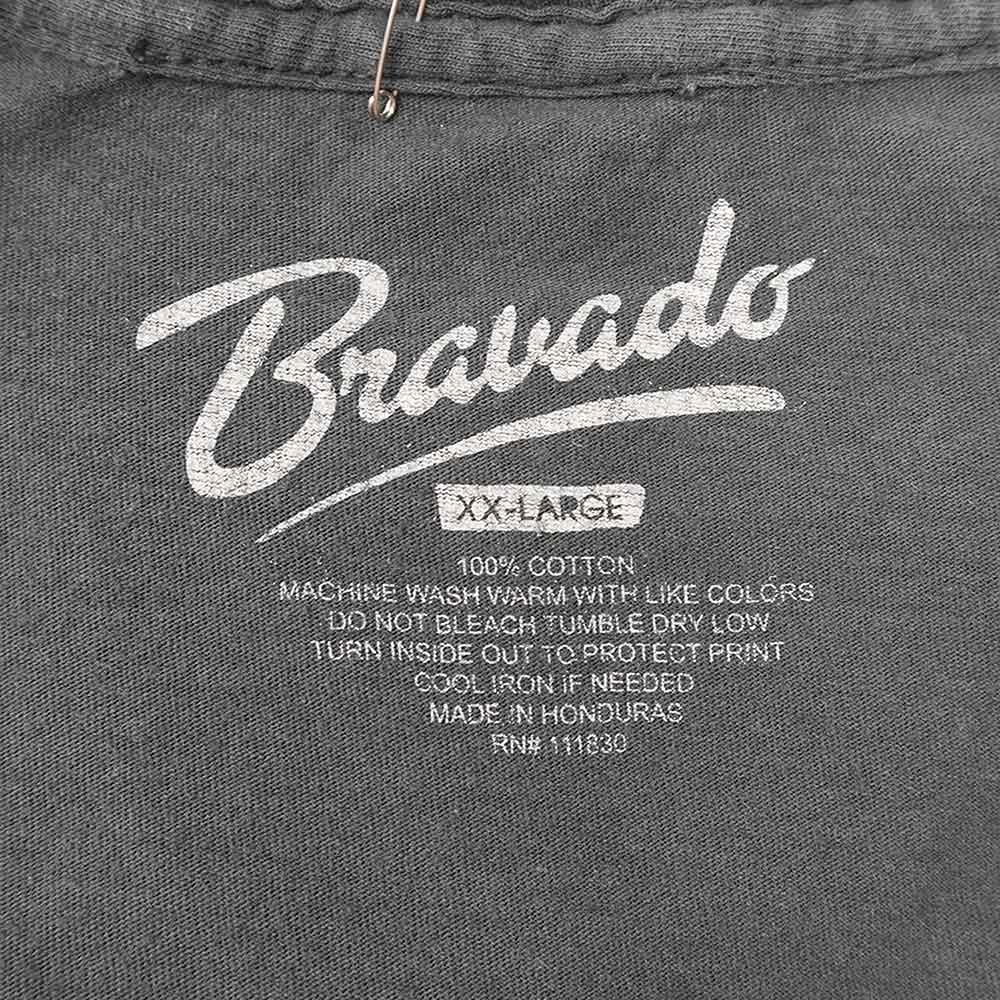 Bravado
XX-LARGE
100% COTTON
MACHINE WASH WARM WITH LIKE COLORS
DO NOT BLEACH TUMBLE DRY LOW
TURN INSIDE OUT TO PROTECT PRINT
COOL IRON IF NEEDED
MADE IN HONDURAS
RN# 111830